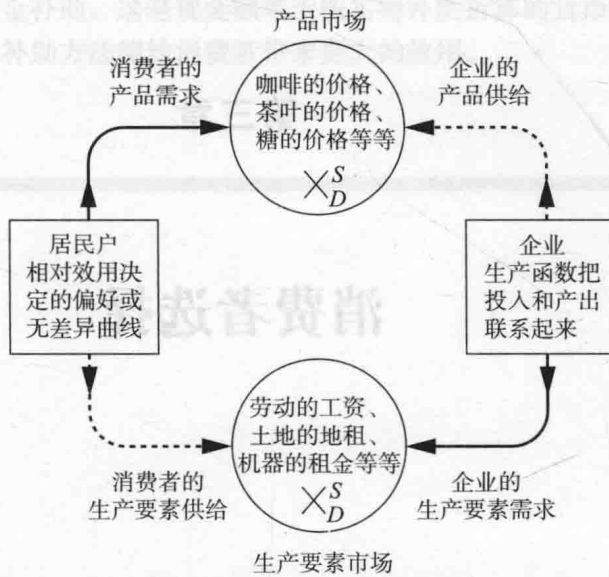 产品市场
消费者的
产品需求
咖啡的价格、
茶叶的价格、
糖的价格等等
S
D
企业的
产品供给
居民户
相对效用决
定的偏好或
无差异曲线
企业
生产函数把
投入和产出
联系起来
劳动的工资、
土地的地租、
机器的租金等等
S
D
消费者的
生产要素供给
企业的
生产要素需求
生产要素市场